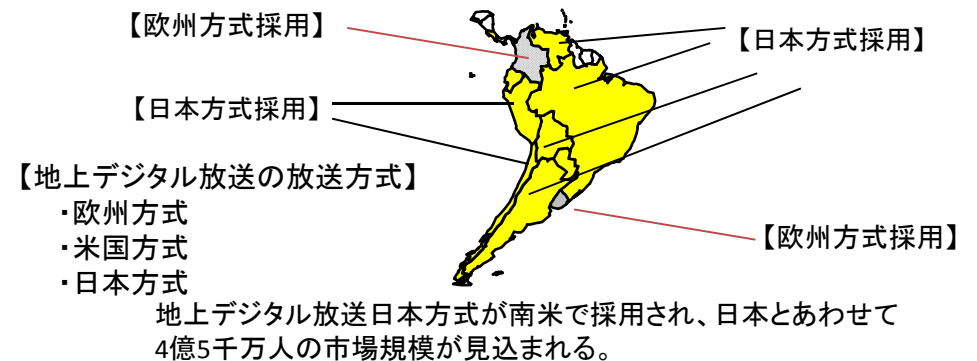 【欧州方式採用】
【日本方式採用】
【日本方式採用】
【地上デジタル放送の放送方式】
・欧州方式
・米国方式
・日本方式
【欧州方式採用】
地上デジタル放送日本方式が南米で採用され、日本とあわせて
4億5千万人の市場規模が見込まれる。